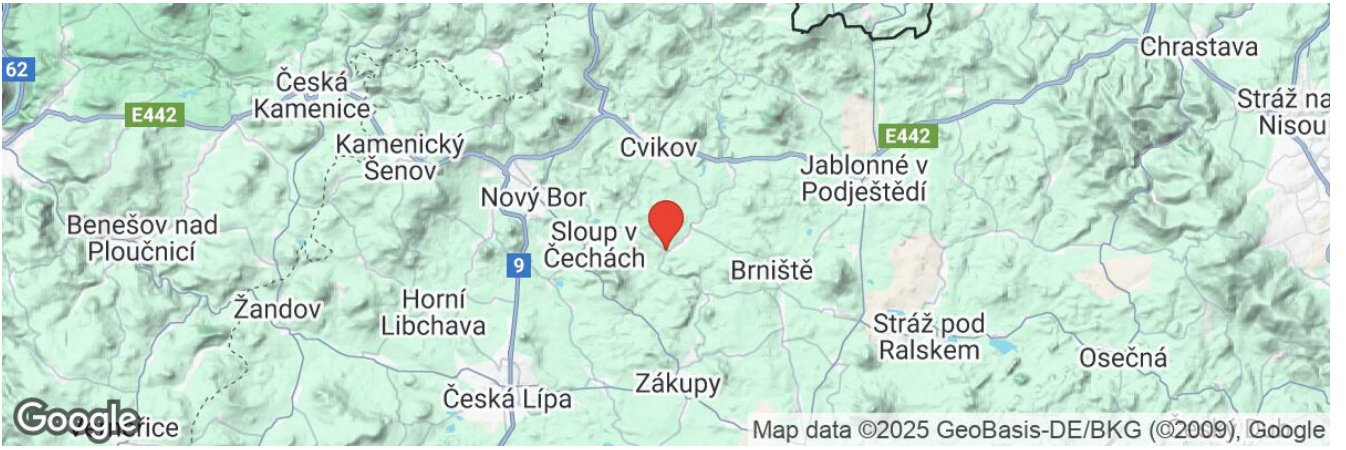 Chrastava
62
Česká
Kamenice
E442
Stráž na
Nisou
E442
Kamenický
Šenov
Cvikov
Jablonné v
Podještědí
Nový Bor
Benešov nad
Ploučnicí
Sloup v
Čechách
9
Brniště
Žandov
Horní
Libchava
Stráž pod
Ralskem
Osečná
Zákupy
Česká Lípa
Google
Map data ©2025 GeoBasis-DE/BKG (©2009), Google